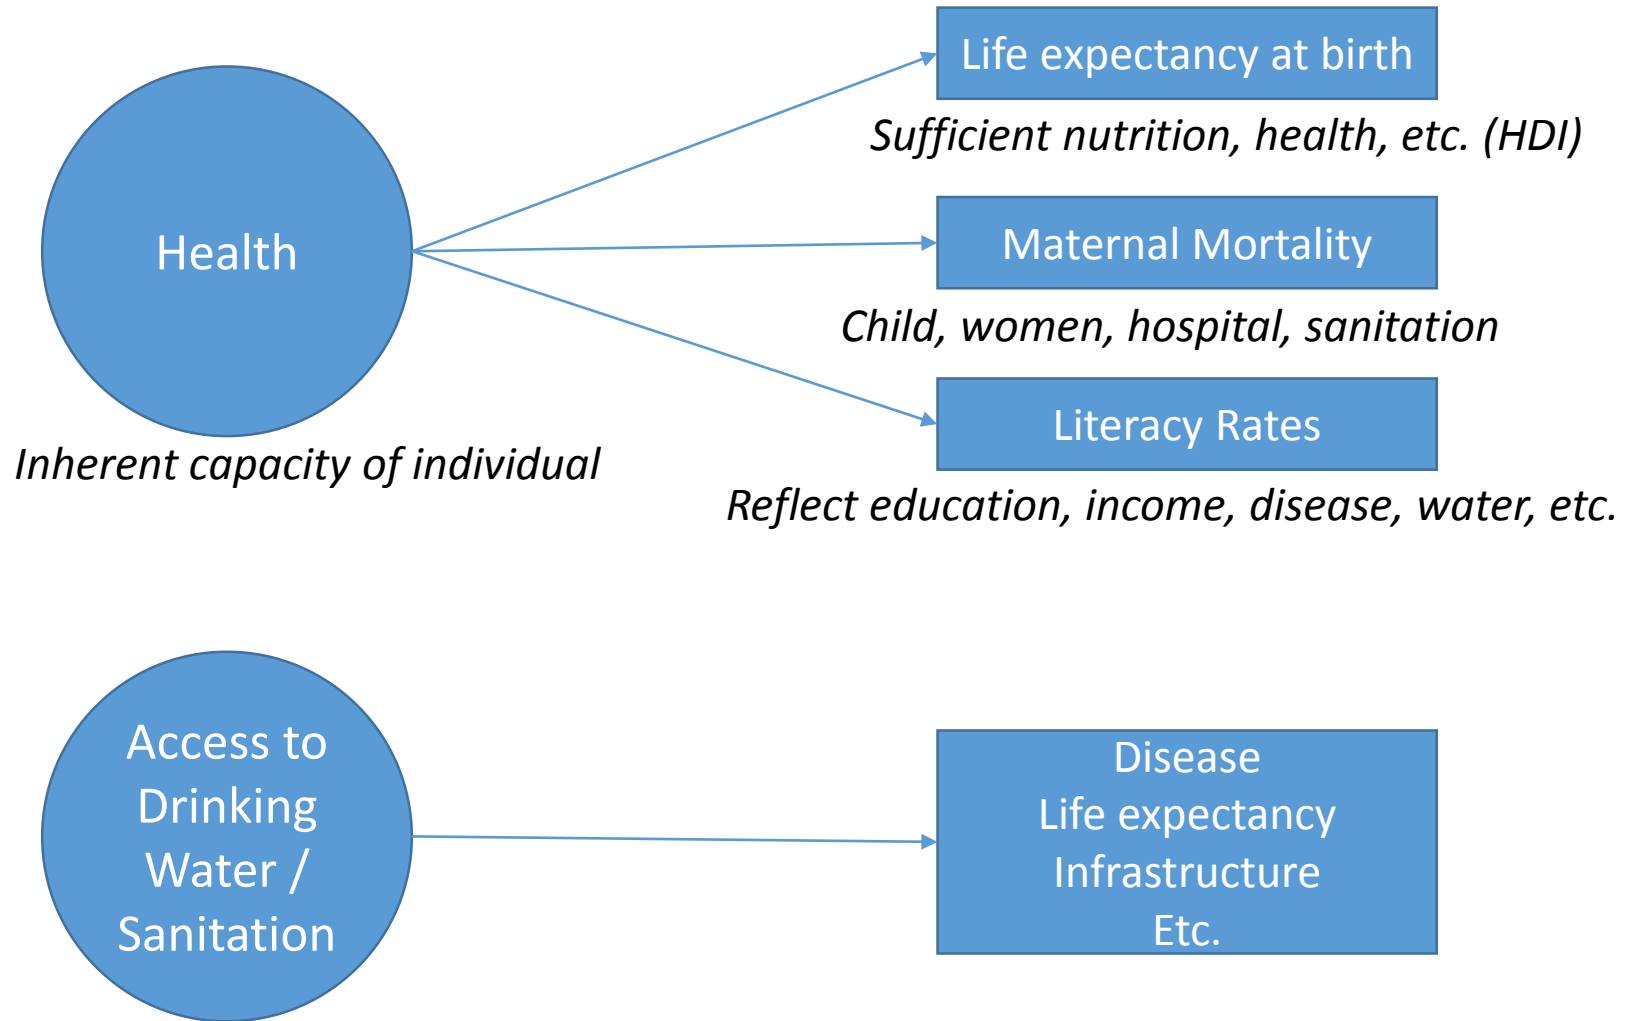 Health
Inherent capacity of individual
Life expectancy at birth
Sufficient nutrition, health, etc. (HDI)
Maternal Mortality
Child, women, hospital, sanitation
Literacy Rates
Reflect education, income, disease, water, etc.
Access to
Drinking
Water /
Sanitation
Disease
Life expectancy
Infrastructure
Etc.